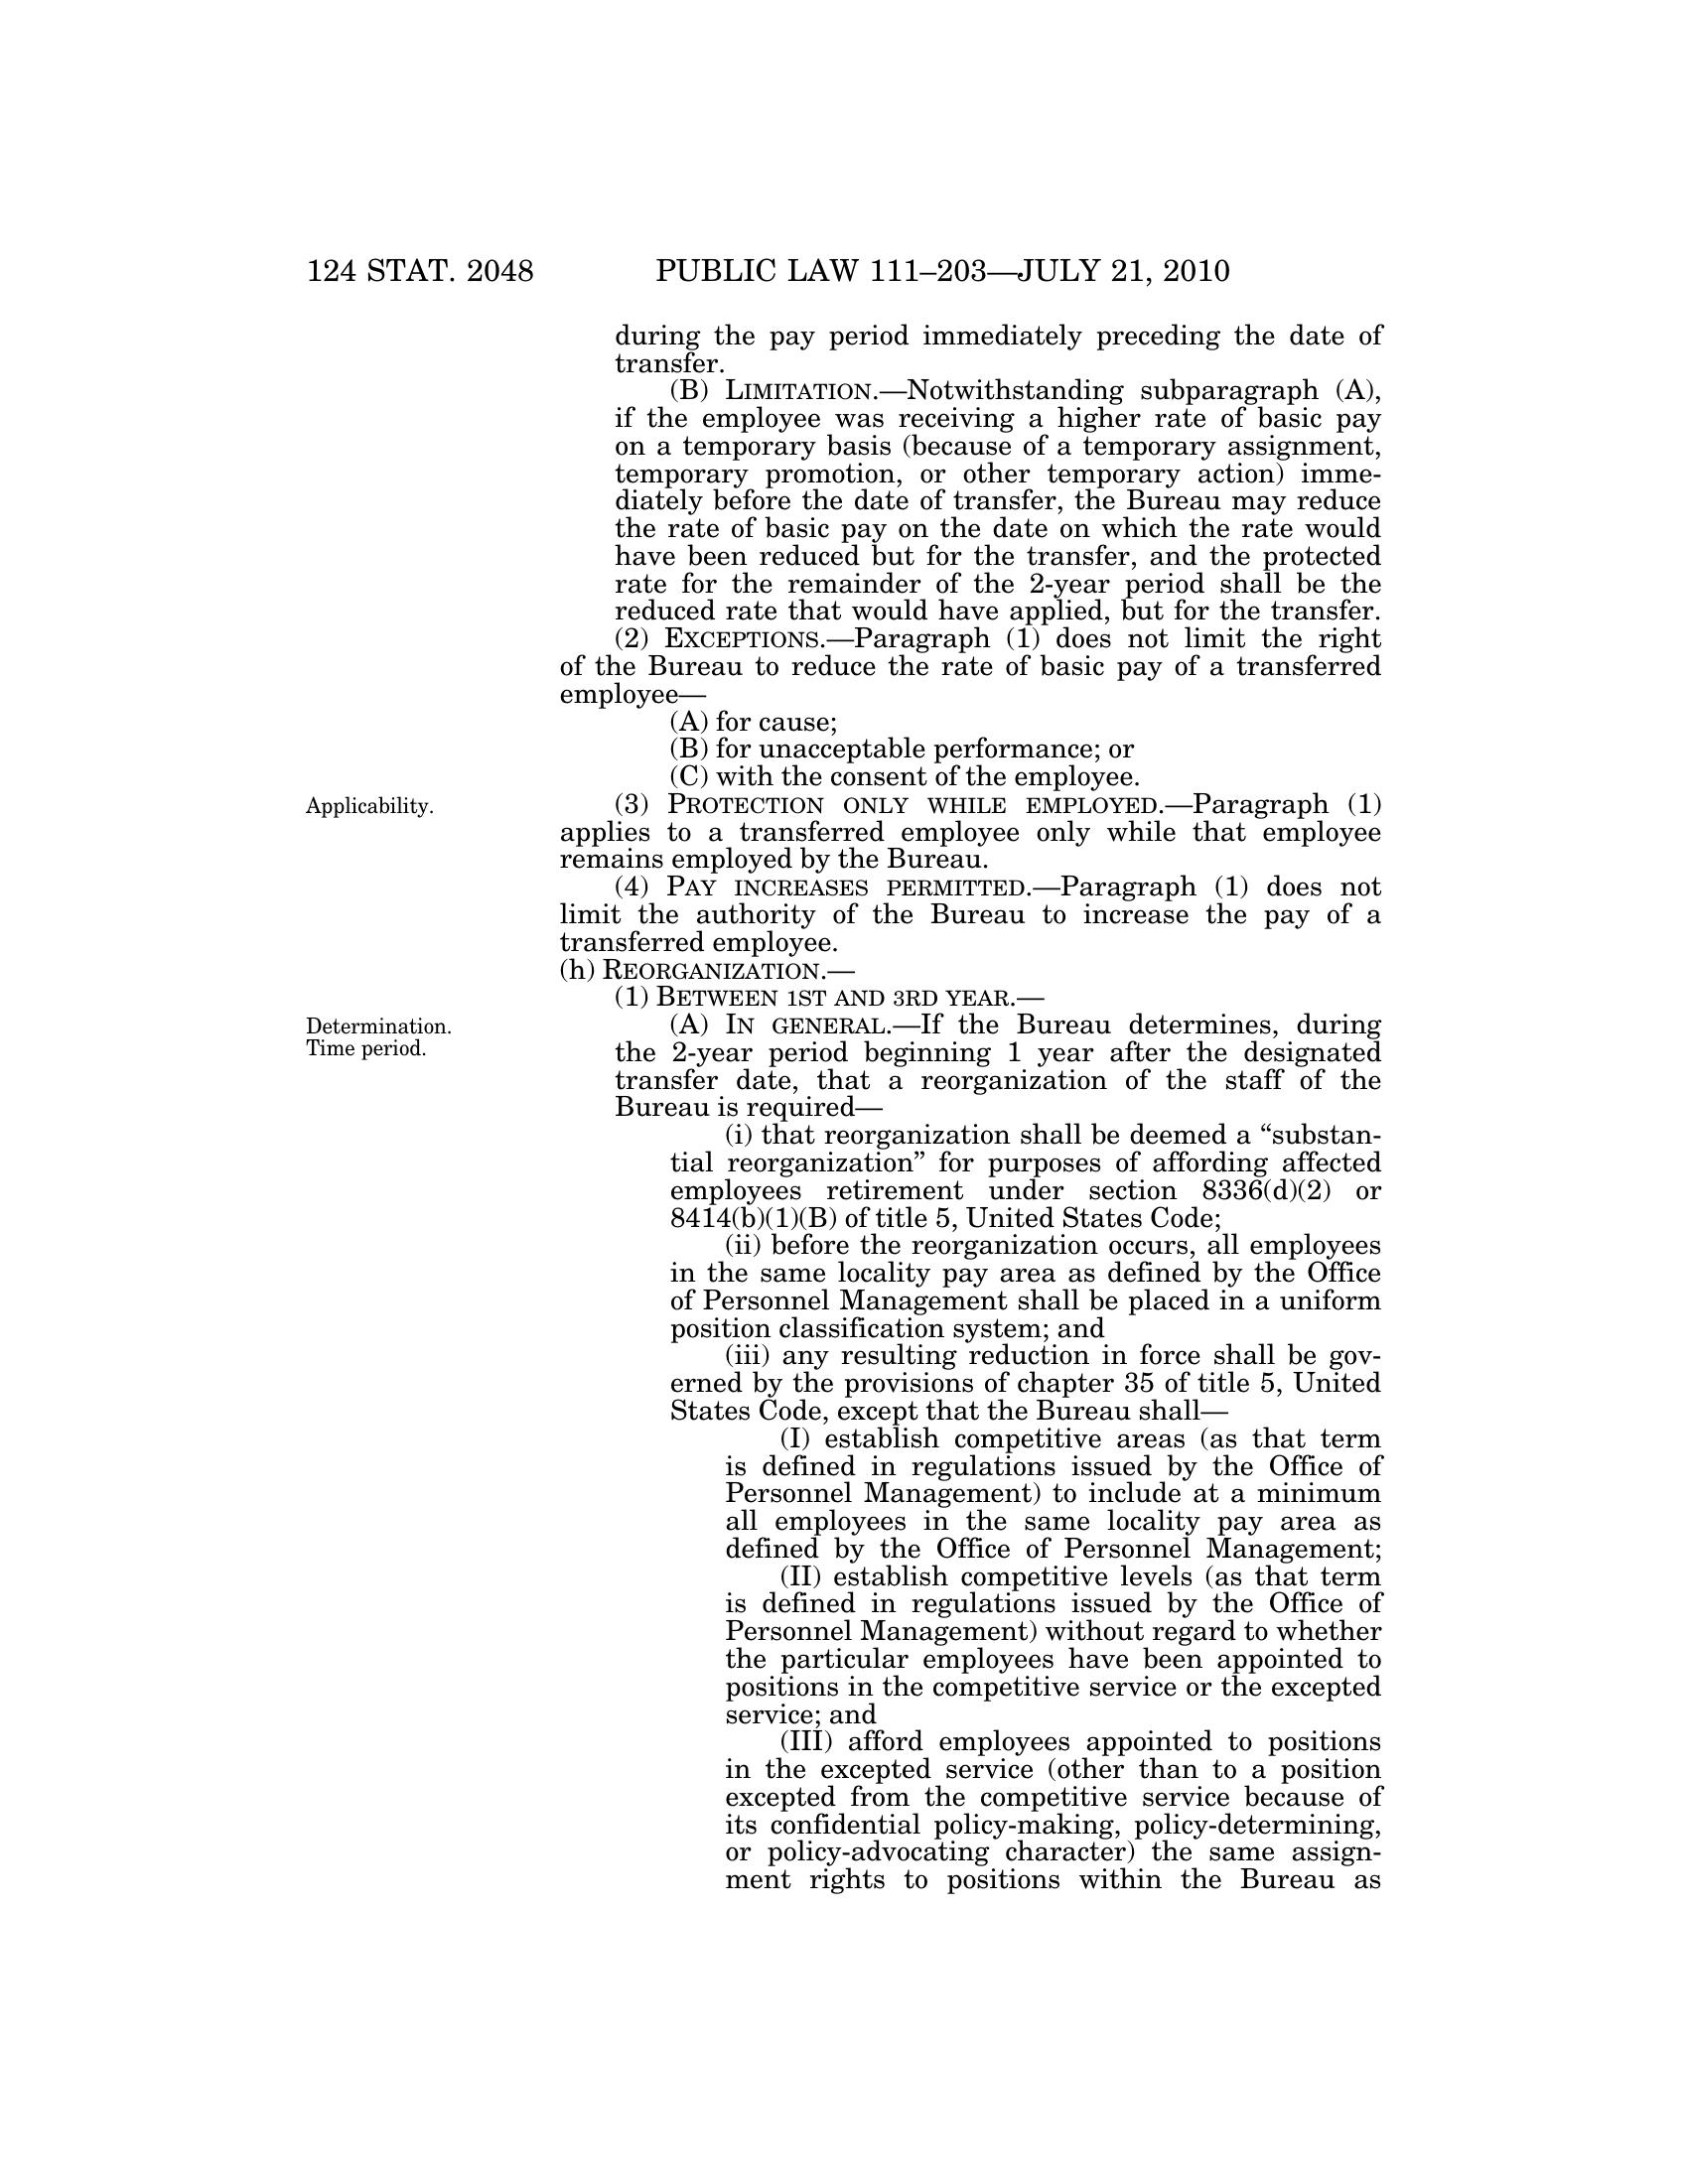 124 STAT. 2048 PUBLIC LAW 111–203—JULY 21, 2010
during the pay period immediately preceding the date of
transfer.
(B) LIMITATION.—Notwithstanding subparagraph (A),
if the employee was receiving a higher rate of basic pay
on a temporary basis (because of a temporary assignment,
temporary promotion, or other temporary action) imme-
diately before the date of transfer, the Bureau may reduce
the rate of basic pay on the date on which the rate would
have been reduced but for the transfer, and the protected
rate for the remainder of the 2-year period shall be the
reduced rate that would have applied, but for the transfer.
(2) EXCEPTIONS.—Paragraph (1) does not limit the right
of the Bureau to reduce the rate of basic pay of a transferred
employee—
(A) for cause;
(B) for unacceptable performance; or
(C) with the consent of the employee.
Applicability.
(3) PROTECTION ONLY WHILE EMPLOYED.—Paragraph (1)
applies to a transferred employee only while that employee
remains employed by the Bureau.
(4) PAY INCREASES PERMITTED.—Paragraph (1) does not
limit the authority of the Bureau to increase the pay of a
transferred employee.
(h) REORGANIZATION.—
(1) BETWEEN 1ST AND 3RD YEAR.—
Determination.
Time period.
(A) IN GENERAL.—If the Bureau determines, during
the 2-year period beginning 1 year after the designated
transfer date, that a reorganization of the staff of the
Bureau is required—
(i) that reorganization shall be deemed a “substan-
tial reorganization” for purposes of affording affected
employees retirement under section 8336(d)(2) or
8414(b)(1)(B) of title 5, United States Code;
(ii) before the reorganization occurs, all employees
in the same locality pay area as defined by the Office
of Personnel Management shall be placed in a uniform
position classification system; and
(iii) any resulting reduction in force shall be gov-
erned by the provisions of chapter 35 of title 5, United
States Code, except that the Bureau shall—
(I) establish competitive areas (as that term
is defined in regulations issued by the Office of
Personnel Management) to include at a minimum
all employees in the same locality pay area as
defined by the Office of Personnel Management;
(II) establish competitive levels (as that term
is defined in regulations issued by the Office of
Personnel Management) without regard to whether
the particular employees have been appointed to
positions in the competitive service or the excepted
service; and
(III) afford employees appointed to positions
in the excepted service (other than to a position
excepted from the competitive service because of
its confidential policy-making, policy-determining,
or policy-advocating character) the same assign-
ment rights to positions within the Bureau as